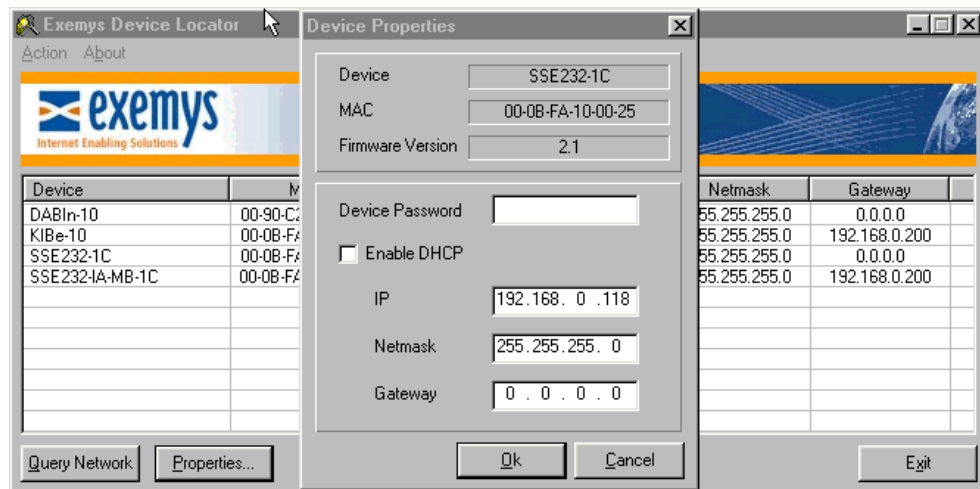 Exemys Device Locator
Action About
exemys
Internet Enabling Solutions
Device
DABIn-10 00-90-C2
KIBe-10 00-0B-FA
SSE232-1C 00-0B-FA
SSE232-IA-MB-1C 00-0B-FA
Netmask Gateway
55.255.255.0 0.0.0.0
55.255.255.0 192.168.0.200
55.255.255.0 0.0.0.0
55.255.255.0 192.168.0.200
Query Network Properties...
Exit
Device Properties
Device SSE232-1C
MAC 00-0B-FA-10-00-25
Firmware Version 2.1
Device Password
Enable DHCP
IP 192.168. 0 .118
Netmask 255.255.255. 0
Gateway 0 . 0 . 0 . 0
Ok Cancel